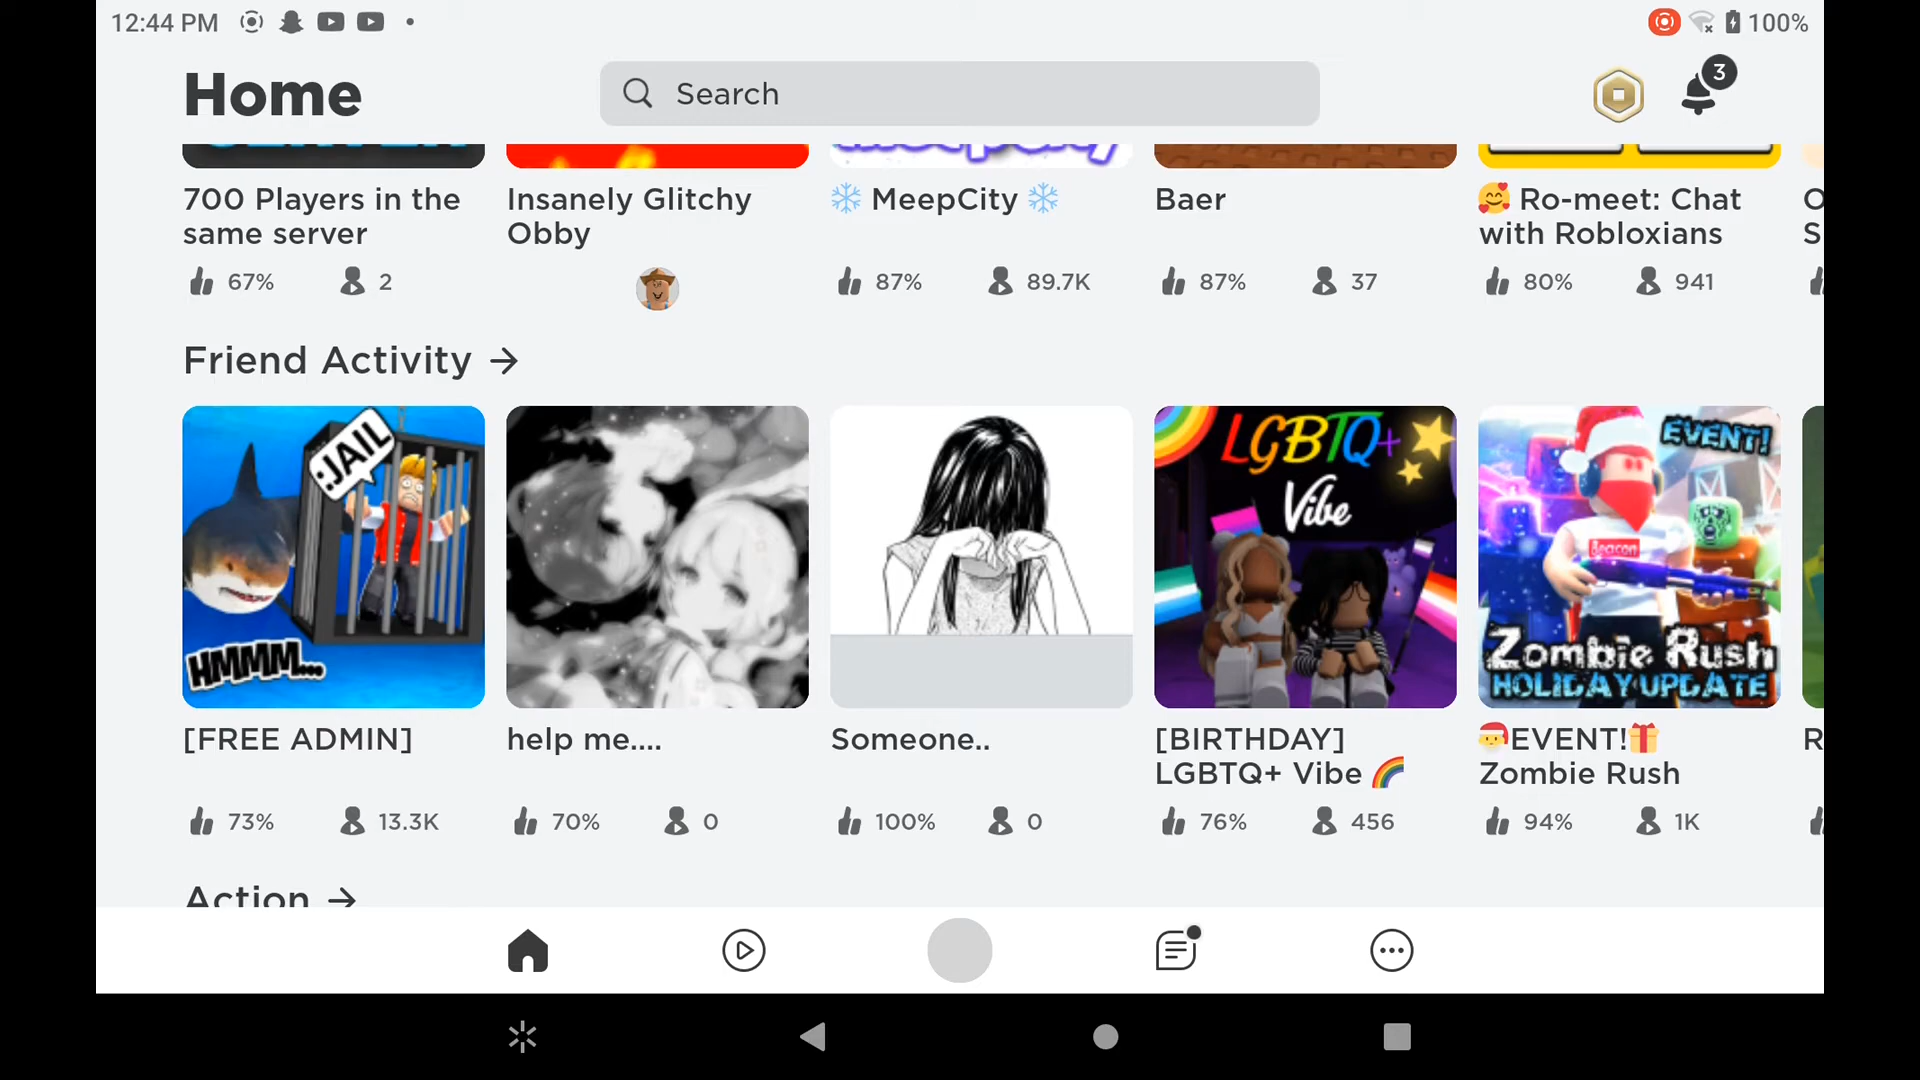 12:44 PM
100%
Home
Search
3
700 Players in the
same server
67% 2
Insanely Glitchy
Obby
❄️ MeepCity ❄️
87% 89.7K
Baer
87% 37
🥰 Ro-meet: Chat
with Robloxians
80% 941
O
S
Friend Activity →
:JAIL
HMMM...
[FREE ADMIN]
73% 13.3K
help me....
70% 0
Someone..
100% 0
LGBTQ+
Vibe
[BIRTHDAY]
LGBTQ+ Vibe 🌈
76% 456
EVENT!
Beacon
Zombie Rush
HOLIDAY UPDATE
🎅EVENT!🎁
Zombie Rush
94% 1K
R
Action →